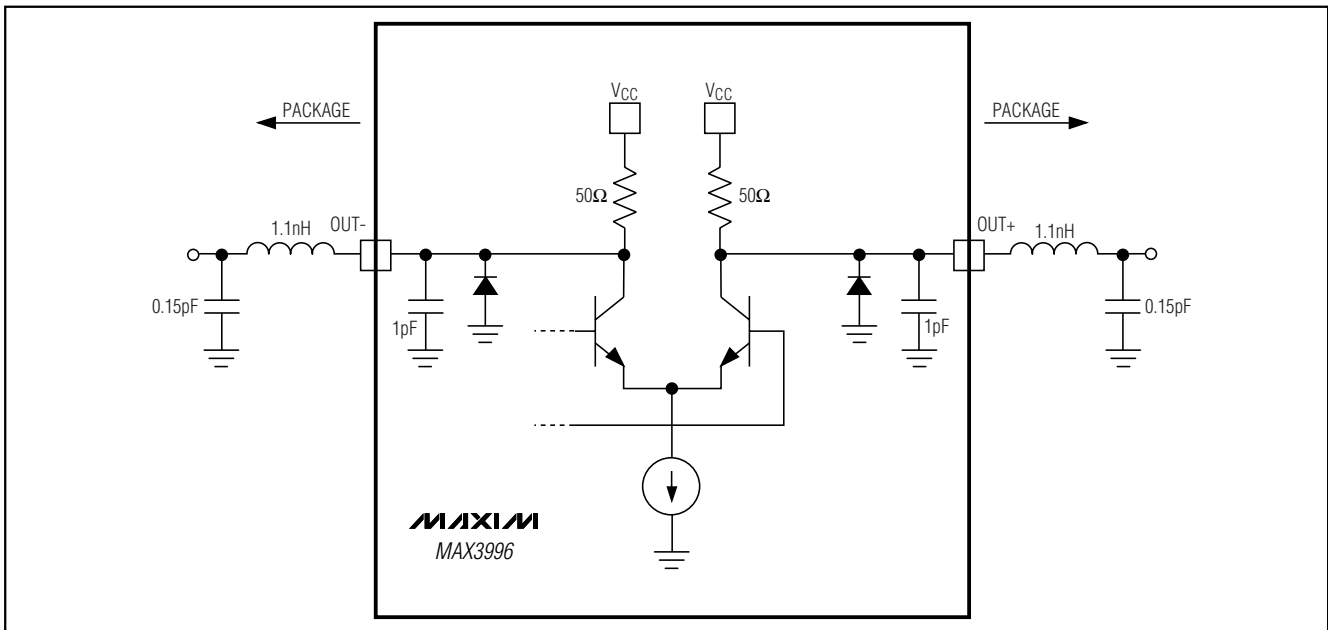 PACKAGE
VCC
VCC
PACKAGE
50Ω
50Ω
1.1nH
OUT-
OUT+
1.1nH
0.15pF
1pF
1pF
0.15pF
MAXIM
MAX3996